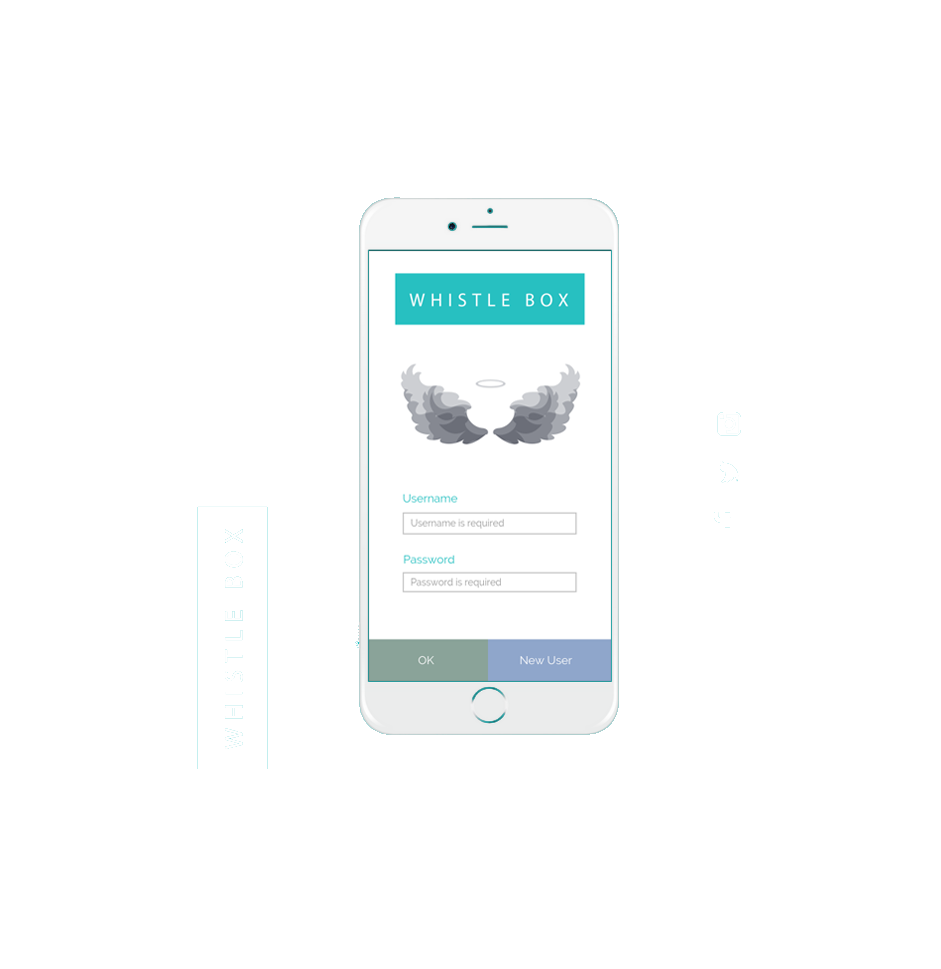 WHISTLE BOX
Username
Username is required
Password
Password is required
OK
New User
WHISTLE BOX